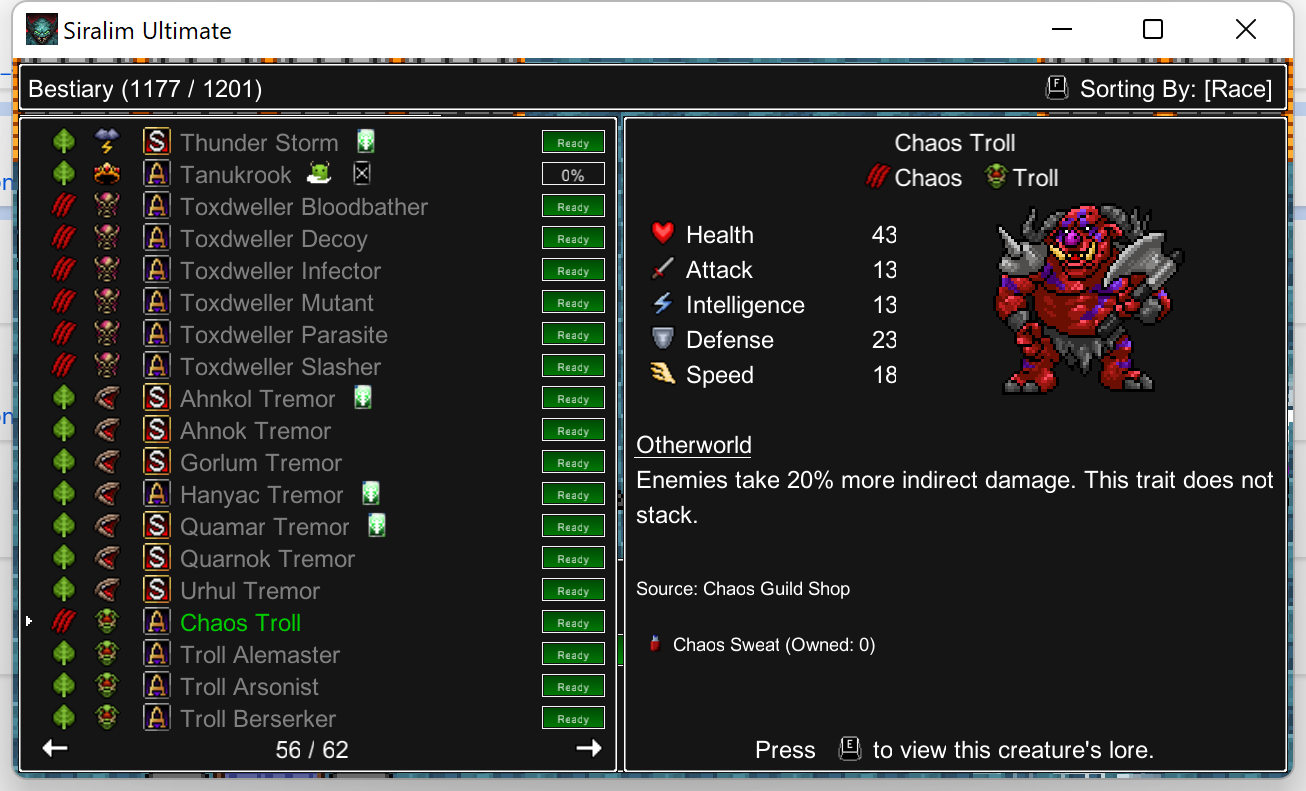 Siralim Ultimate
Bestiary (1177 / 1201)
F Sorting By: [Race]
S Thunder Storm Ready
A Tanukrook 0%
A Toxdweller Bloodbather Ready
A Toxdweller Decoy Ready
A Toxdweller Infector Ready
A Toxdweller Mutant Ready
A Toxdweller Parasite Ready
A Toxdweller Slasher Ready
S Ahnkol Tremor Ready
S Ahnok Tremor Ready
S Gorlum Tremor Ready
A Hanyac Tremor Ready
S Quamar Tremor Ready
S Quarnok Tremor Ready
S Urhul Tremor Ready
A Chaos Troll Ready
A Troll Alemaster Ready
A Troll Arsonist Ready
A Troll Berserker Ready
56 / 62
Chaos Troll
Chaos Troll
Health 43
Attack 13
Intelligence 13
Defense 23
Speed 18
Otherworld
Enemies take 20% more indirect damage. This trait does not
stack.
Source: Chaos Guild Shop
Chaos Sweat (Owned: 0)
Press E to view this creature's lore.